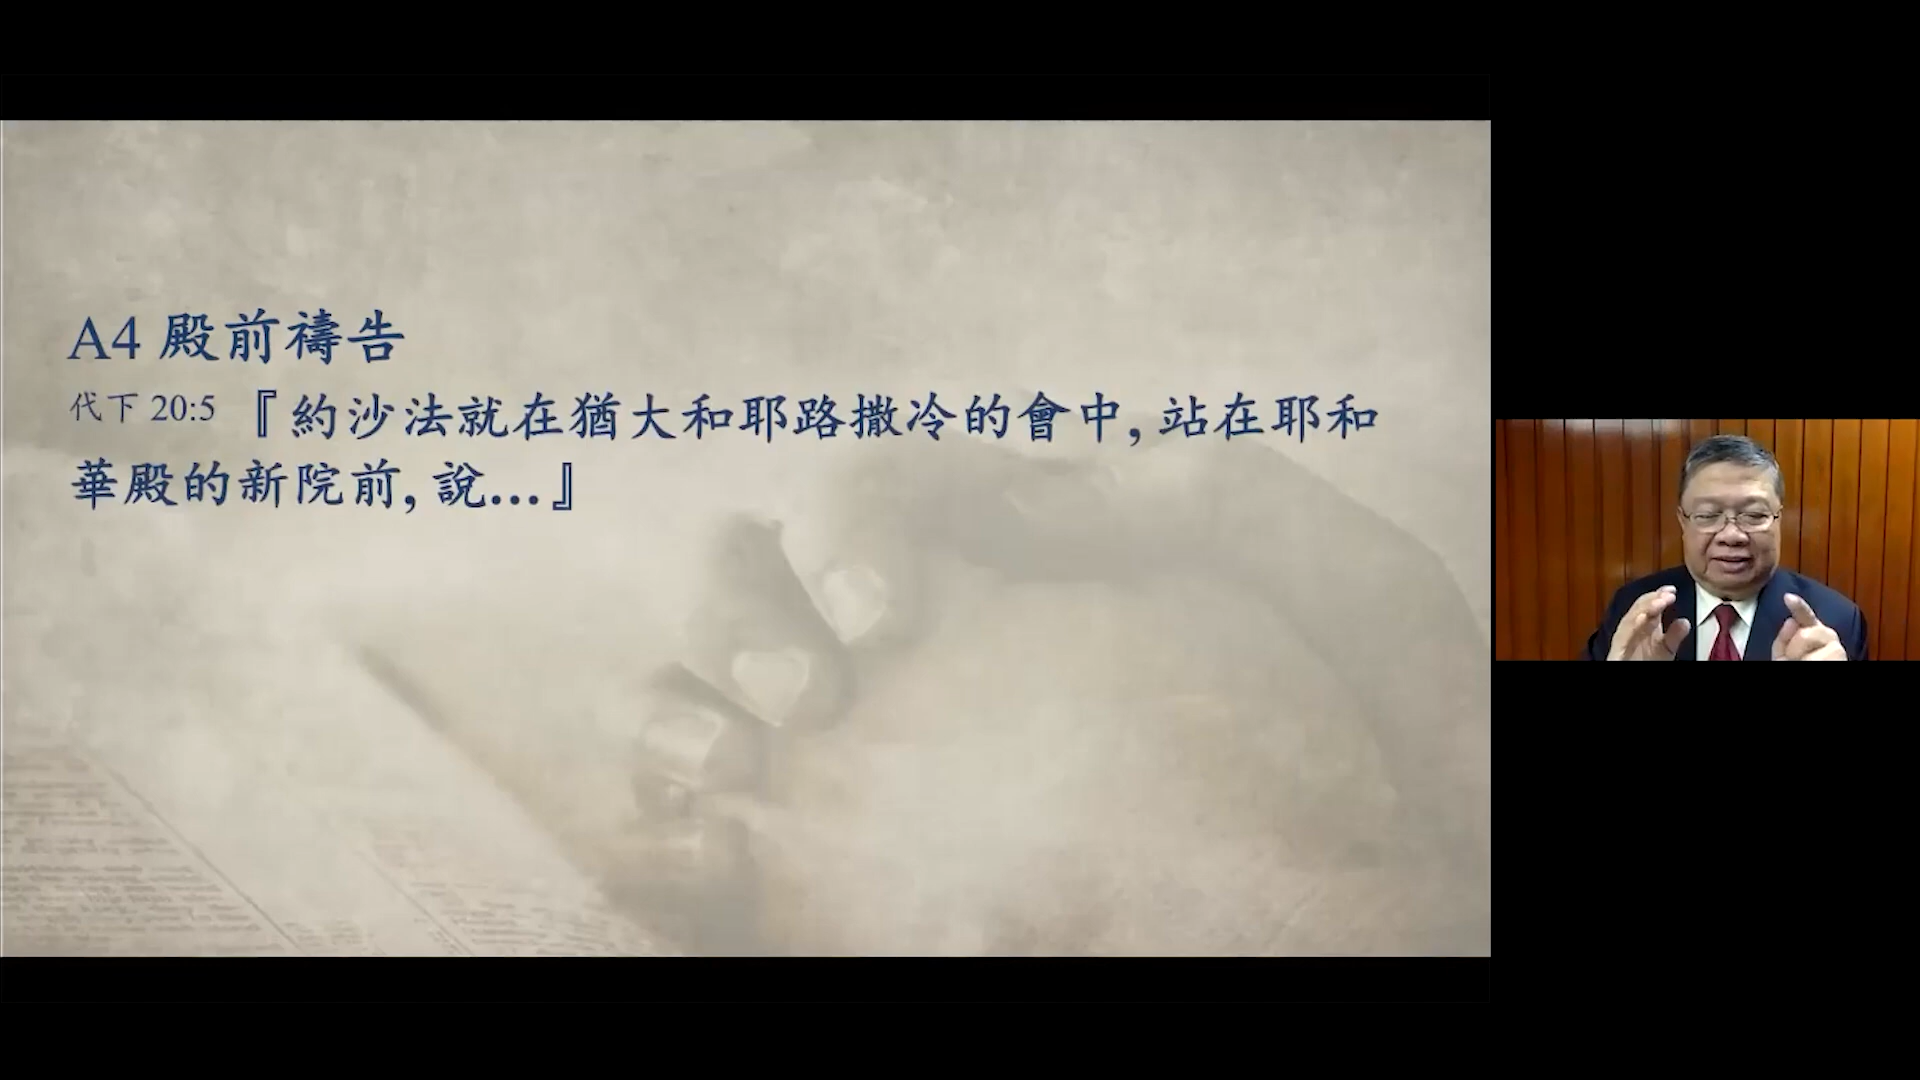 A4 殿前禱告
代下 20:5 『約沙法就在猶大和耶路撒冷的會中, 站在耶和
華殿的新院前, 說…』